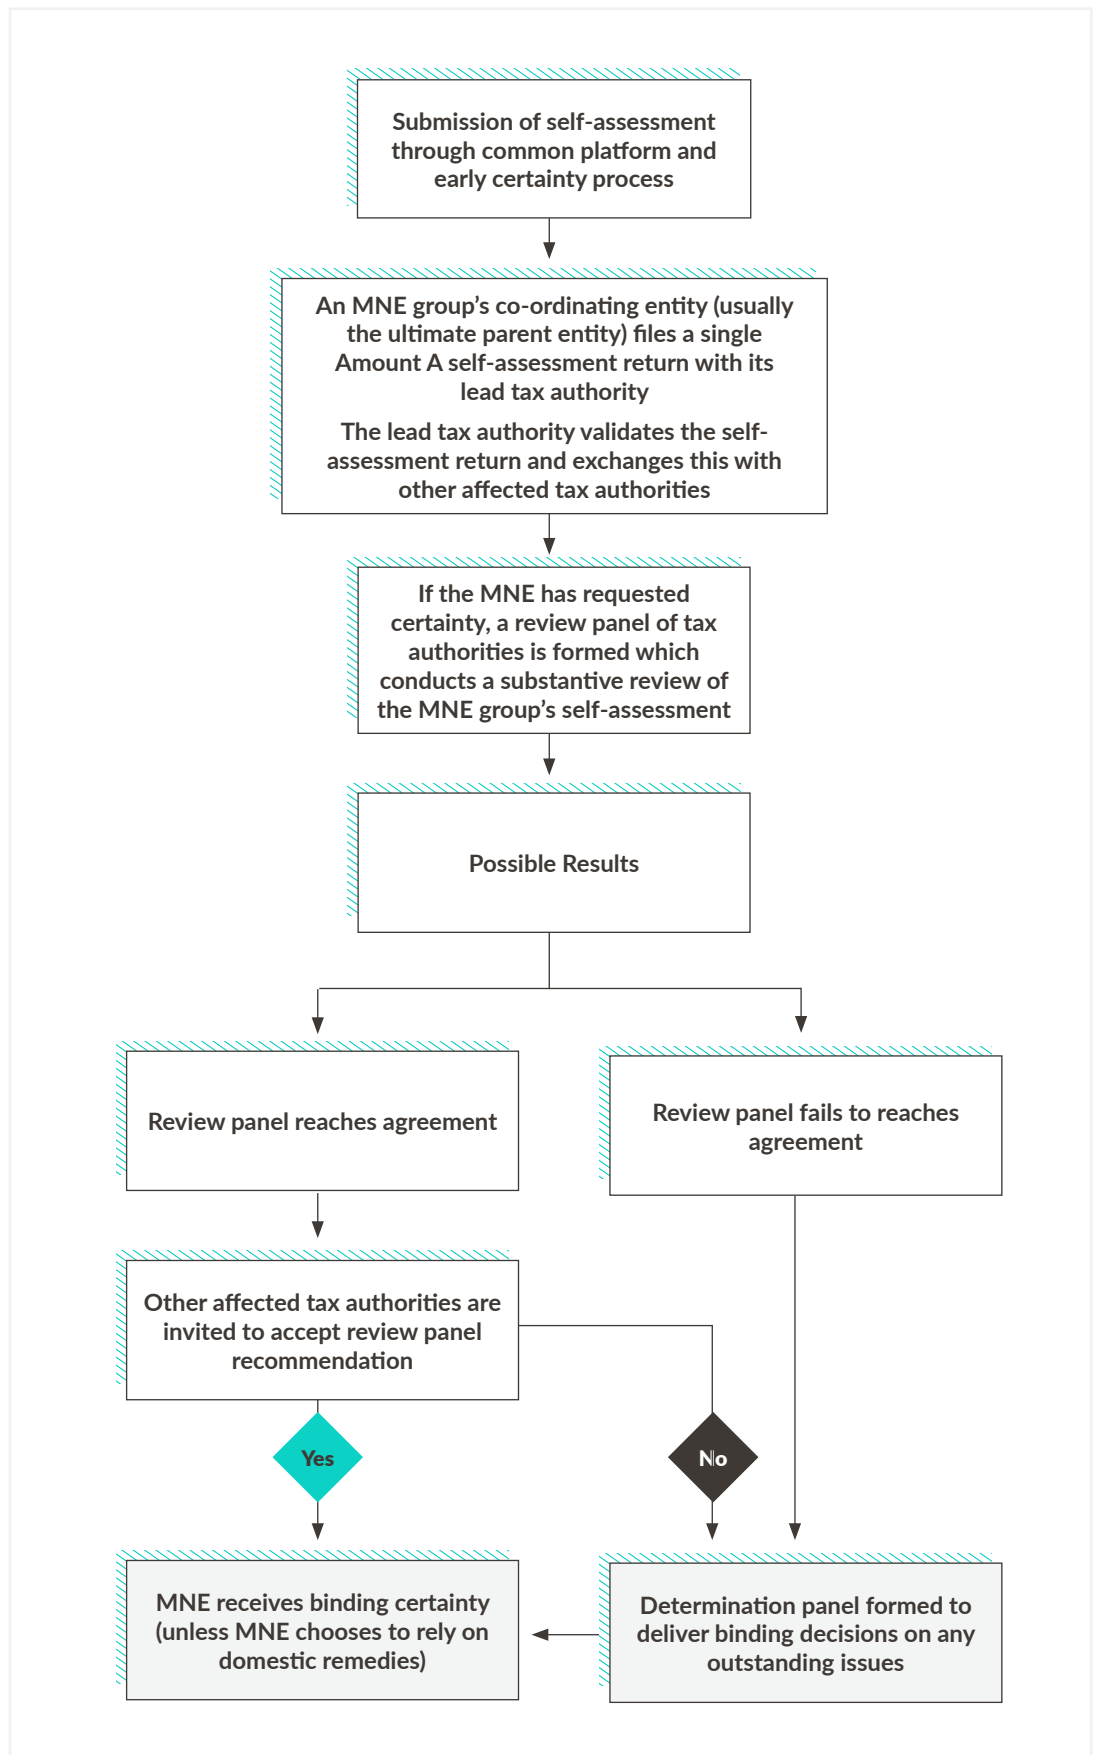 Submission of self-assessment
through common platform and
early certainty process
An MNE group’s co-ordinating entity (usually
the ultimate parent entity) files a single
Amount A self-assessment return with its
lead tax authority
The lead tax authority validates the self-
assessment return and exchanges this with
other affected tax authorities
If the MNE has requested
certainty, a review panel of tax
authorities is formed which
conducts a substantive review of
the MNE group’s self-assessment
Possible Results
Review panel reaches agreement
Review panel fails to reaches
agreement
Other affected tax authorities are
invited to accept review panel
recommendation
Yes
No
MNE receives binding certainty
(unless MNE chooses to rely on
domestic remedies)
Determination panel formed to
deliver binding decisions on any
outstanding issues